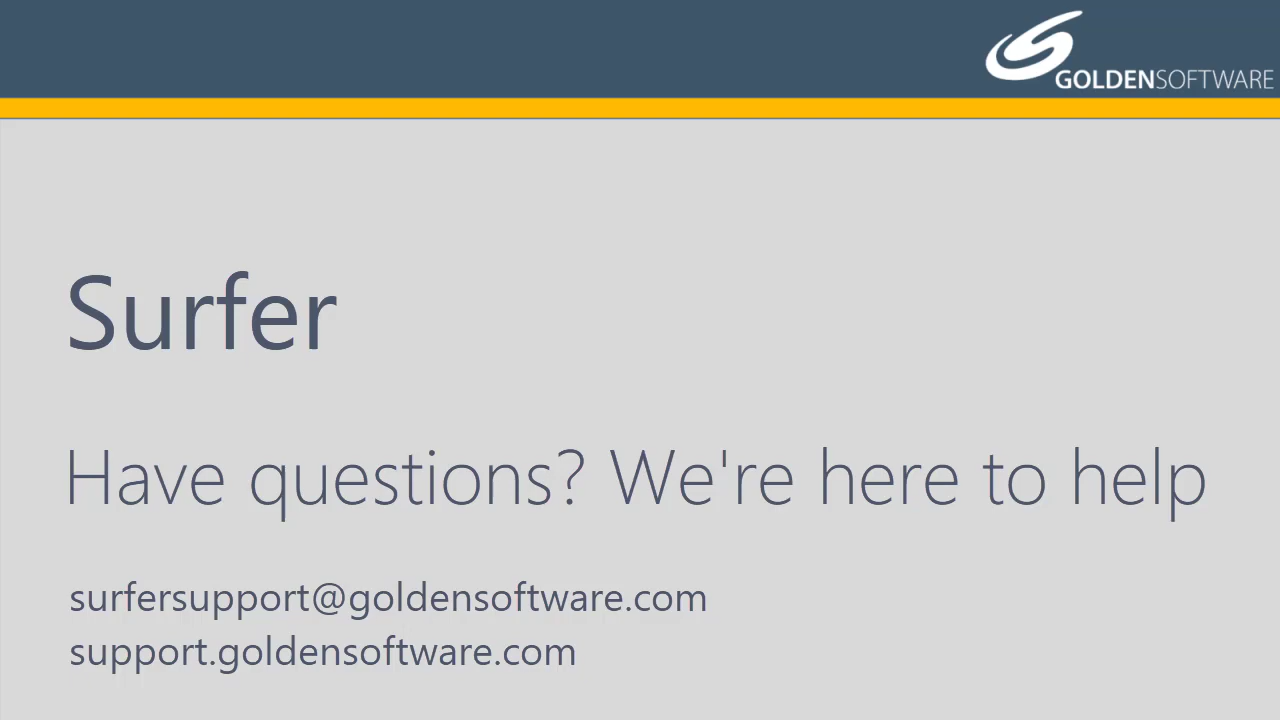 GOLDENSOFTWARE
Surfer
Have questions? We're here to help
surfersupport@goldensoftware.com
support.goldensoftware.com